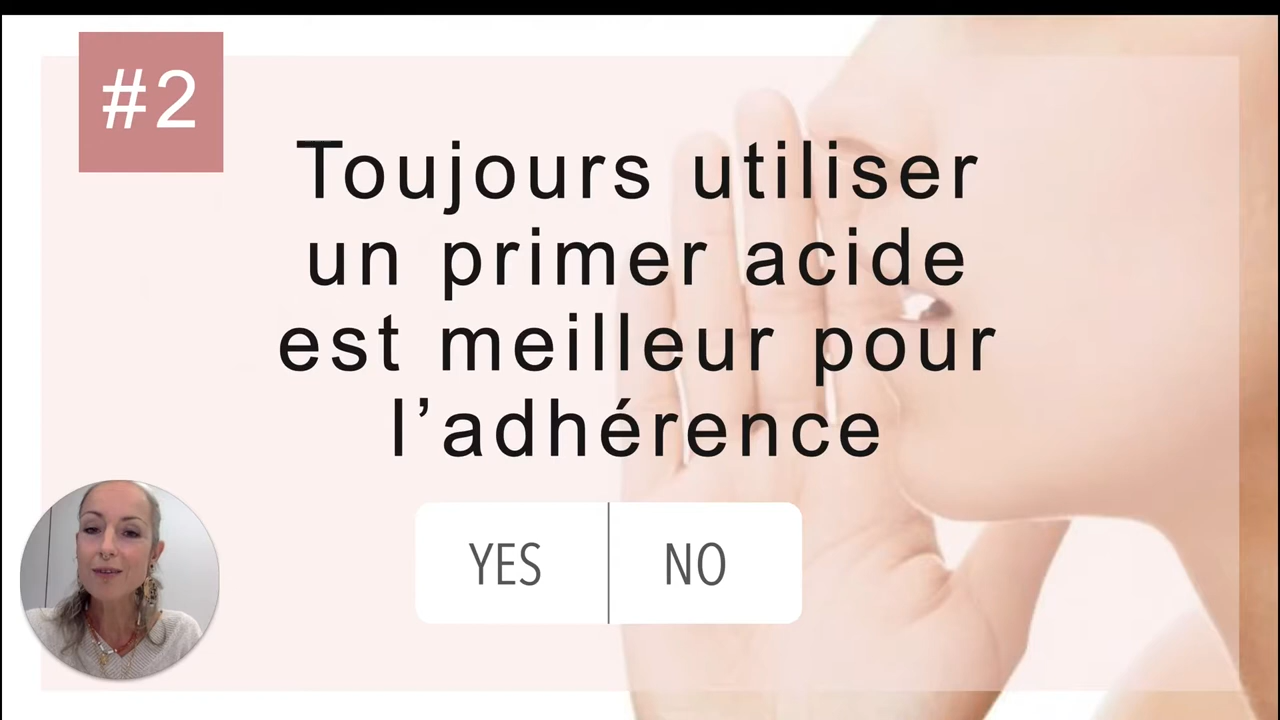 #2
Toujours utiliser
un primer acide
est meilleur pour
l’adhérence
YES NO